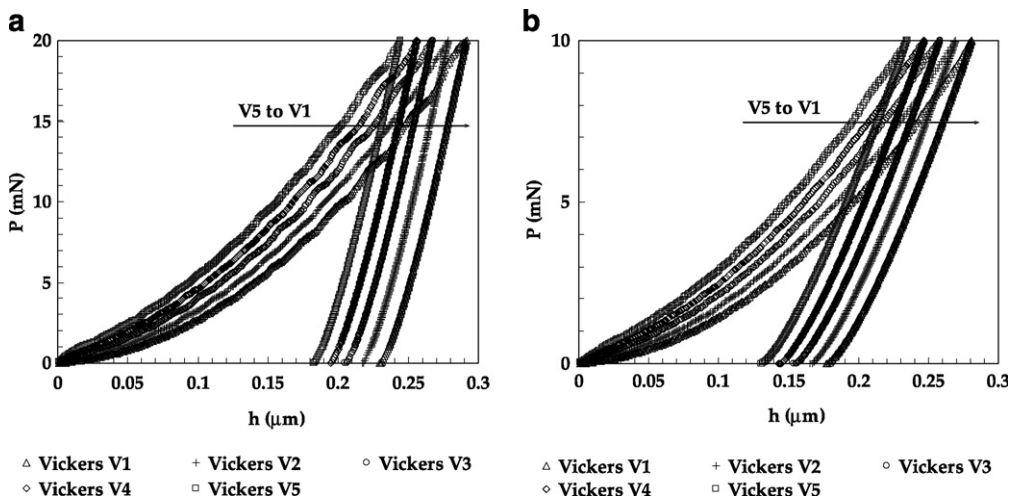 a
20
15
10
5
0
P (mN)
V5 to V1
0 0.05 0.1 0.15 0.2 0.25 0.3
h (μm)
△ Vickers V1 + Vickers V2 ○ Vickers V3
◇ Vickers V4 □ Vickers V5
b
10
5
0
P (mN)
V5 to V1
0 0.05 0.1 0.15 0.2 0.25 0.3
h (μm)
△ Vickers V1 + Vickers V2 ○ Vickers V3
◇ Vickers V4 □ Vickers V5